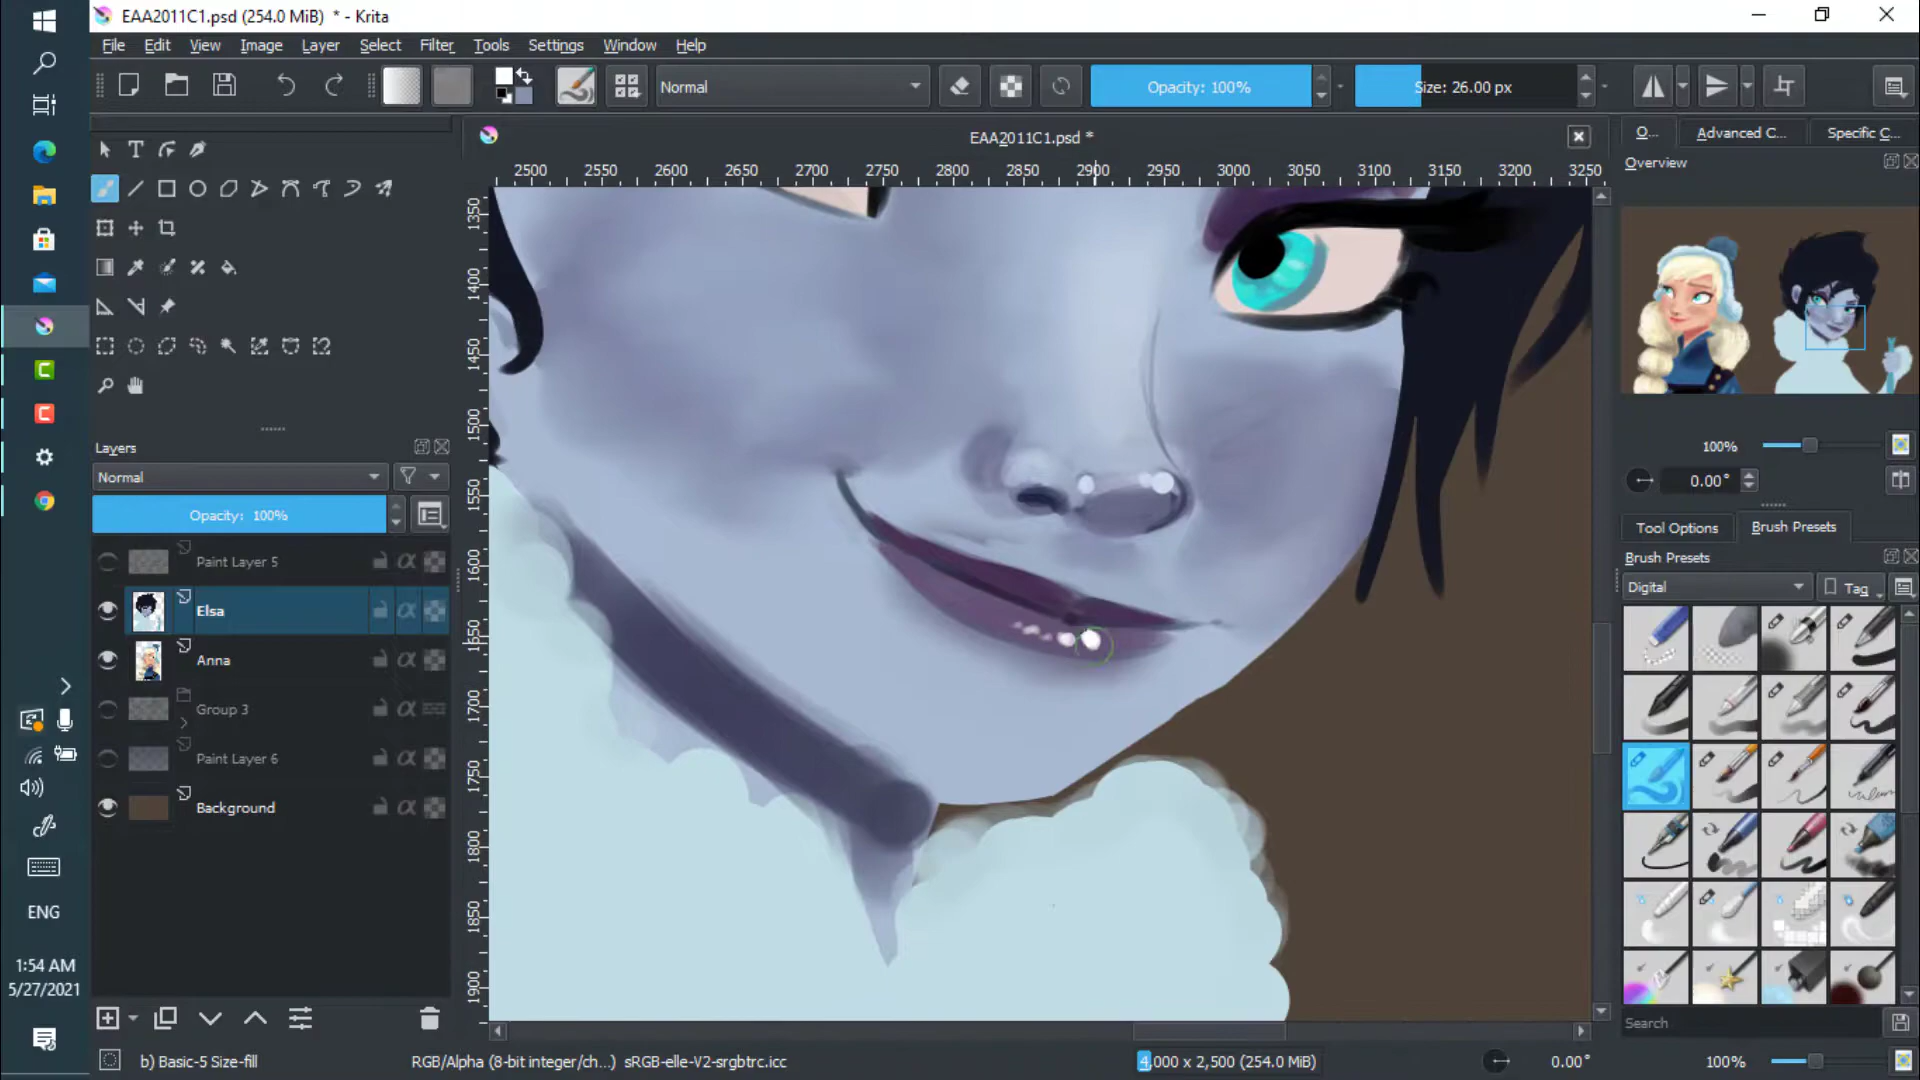 EAA2011C1.psd (254.0 MiB) * - Krita
File Edit View Image Layer Select Filter Tools Settings Window Help
Normal
Opacity: 100%
Size: 26.00 px
EAA2011C1.psd *
O...
Advanced C...
Specific C...
2500 2550 2600 2650 2700 2750 2800 2850 2900 2950 3000 3050 3100 3150 3200 3250
1350
1400
1450
1500
1550
1600
1650
1700
1750
1800
1850
1900
Overview
100%
0.00°
Tool Options
Brush Presets
Brush Presets
Digital
Tag
Search
Layers
Normal
Opacity: 100%
Paint Layer 5
Elsa
Anna
Group 3
Paint Layer 6
Background
ENG
1:54 AM
5/27/2021
b) Basic-5 Size-fill
RGB/Alpha (8-bit integer/ch...) sRGB-elle-V2-srgbtrc.icc
4,000 x 2,500 (254.0 MiB)
0.00°
100%